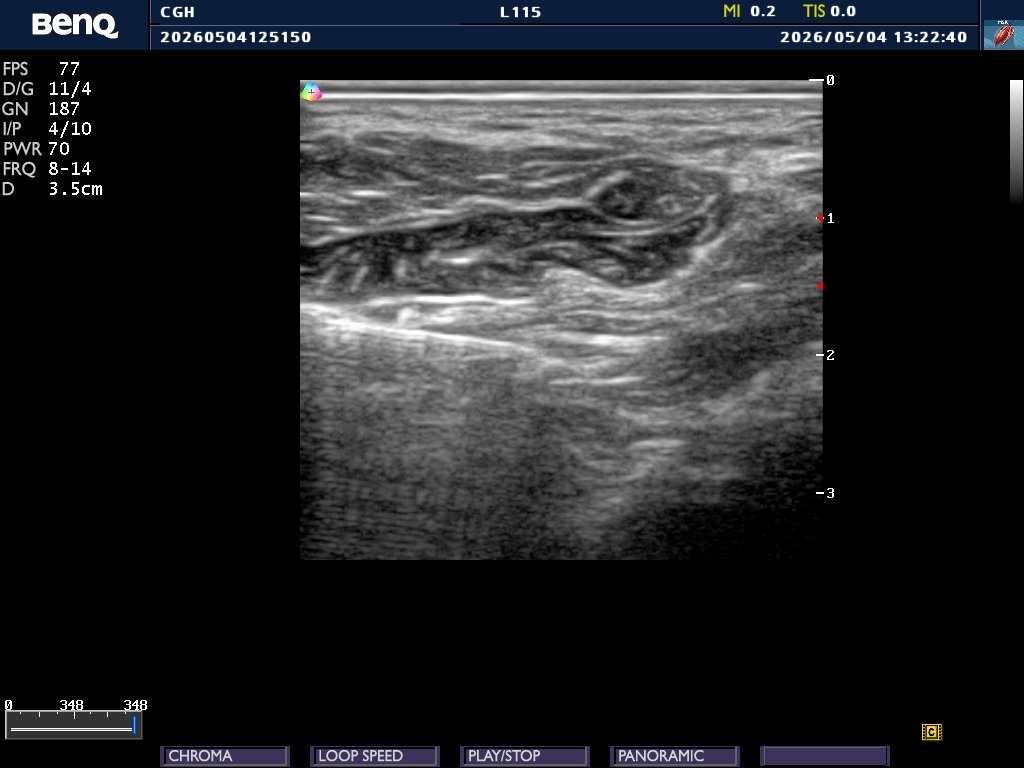 BenQ
CGH L115 MI 0.2 TIS 0.0
20260504125150 2026/05/04 13:22:40
FPS 77
D/G 11/4
GN 187
I/P 4/10
PWR 70
FRQ 8-14
D 3.5cm
0
1
2
3
0 348 348
C
CHROMA LOOP SPEED PLAY/STOP PANORAMIC